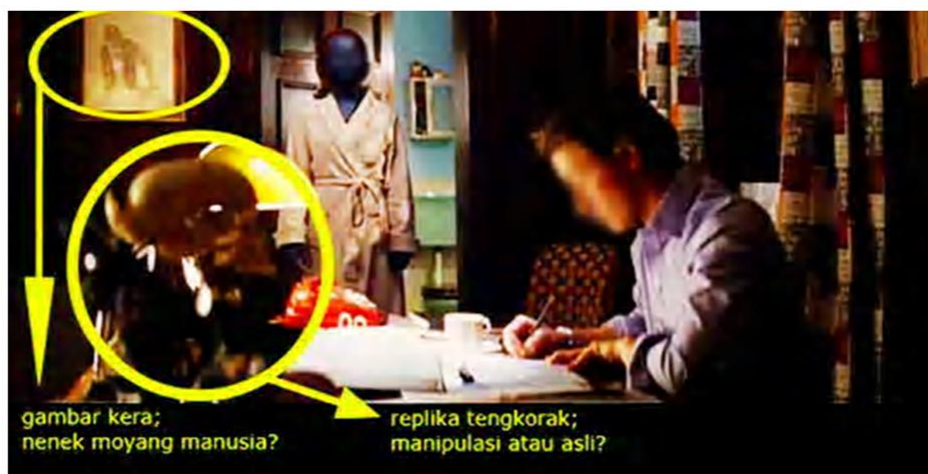 gambar kera;
nenek moyang manusia?
replika tengkorak;
manipulasi atau asli?